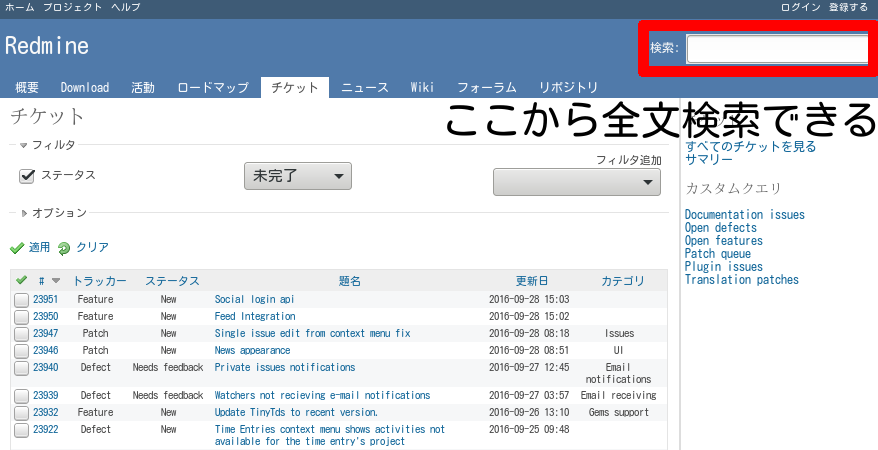 ホーム プロジェクト ヘルプ
ログイン 登録する
Redmine
検索:
概要 Download 活動 ロードマップ チケット ニュース Wiki フォーラム リポジトリ
チケット
ここから全文検索できる
フィルタ
ステータス
未完了
フィルタ追加
オプション
適用 クリア
# トラッカー ステータス 題名 更新日 カテゴリ
23951 Feature New Social login api 2016-09-28 15:03
23950 Feature New Feed Integration 2016-09-28 15:02
23947 Patch New Single issue edit from context menu fix 2016-09-28 08:18 Issues
23946 Patch New News appearance 2016-09-28 08:51 UI
23940 Defect Needs feedback Private issues notifications 2016-09-27 12:45 Email
notifications
23939 Defect Needs feedback Watchers not recieving e-mail notifications 2016-09-27 03:57 Email receiving
23932 Feature New Update TinyTds to recent version. 2016-09-26 13:10 Gems support
23922 Defect New Time Entries context menu shows activities not 2016-09-25 09:48
available for the time entry's project
すべてのチケットを見る
サマリー
カスタムクエリ
Documentation issues
Open defects
Open features
Patch queue
Plugin issues
Translation patches